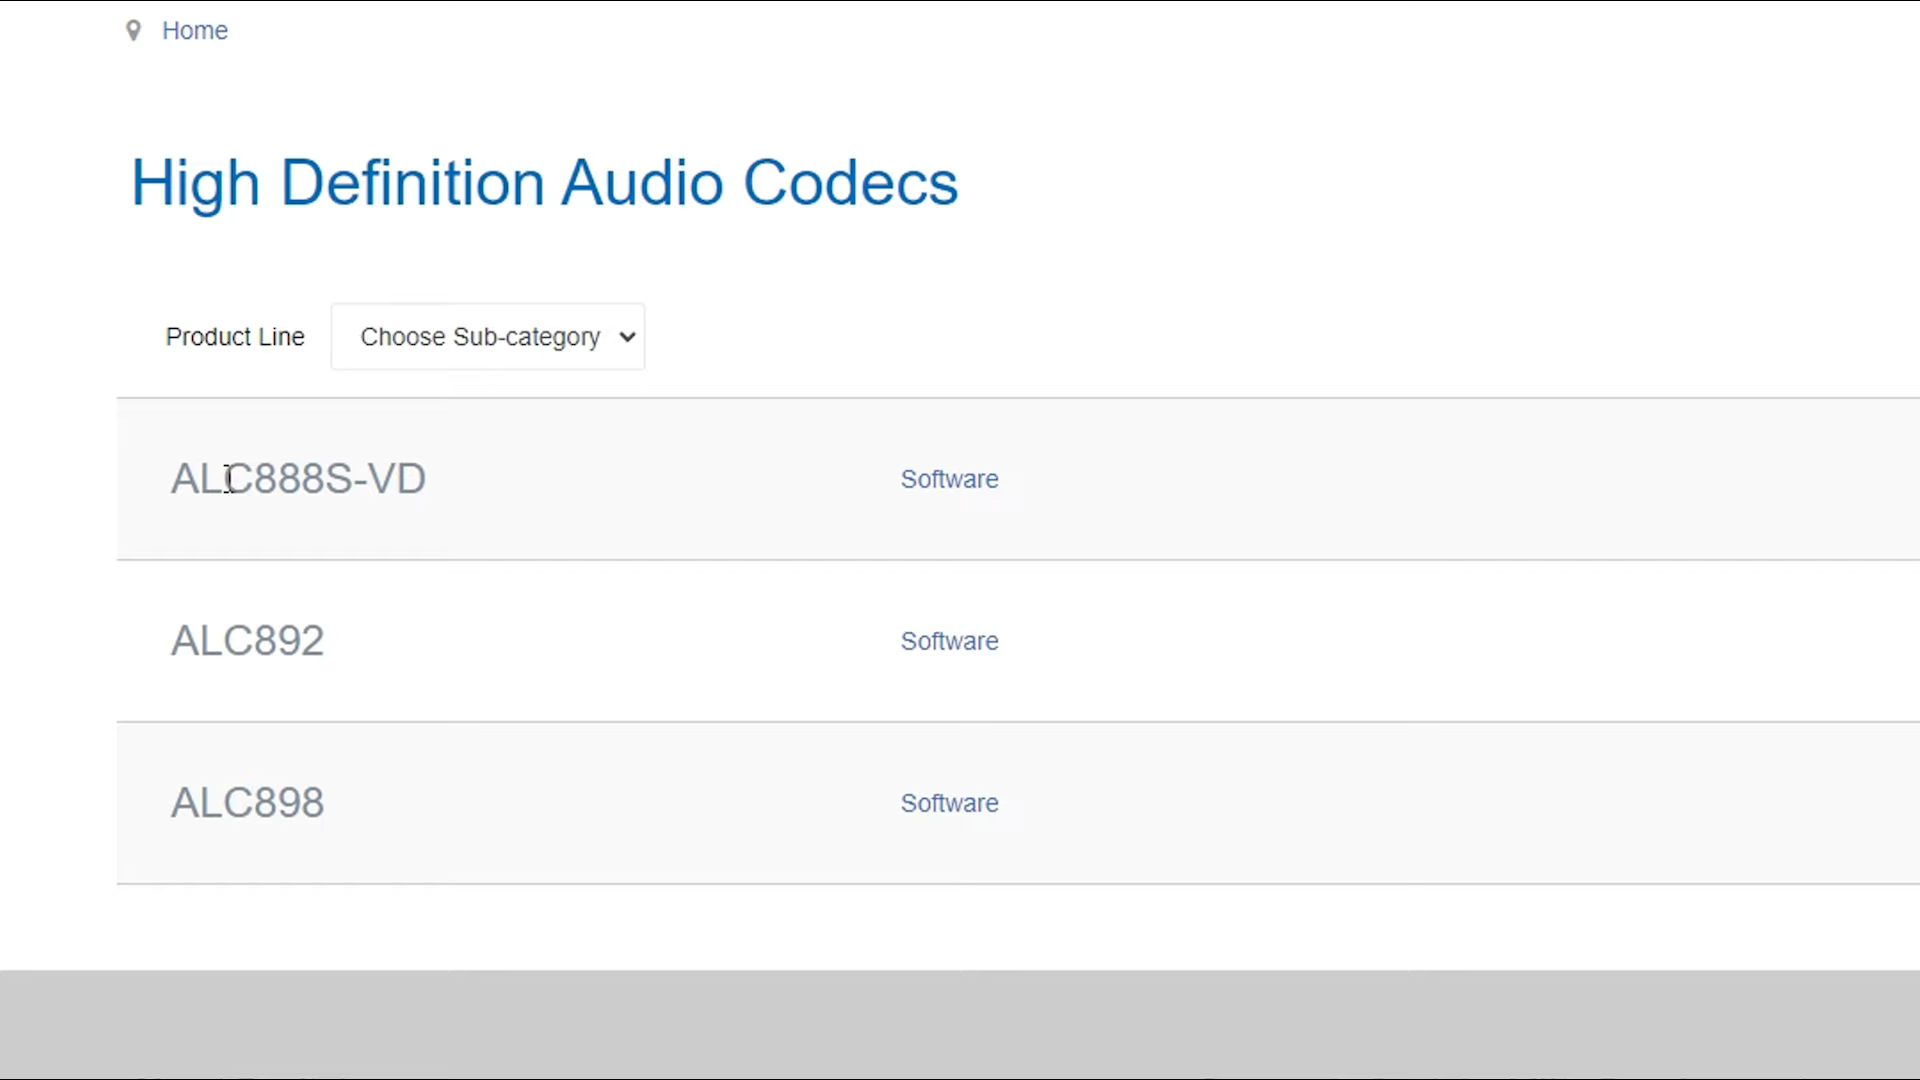 Home
High Definition Audio Codecs
Product Line Choose Sub-category
ALC888S-VD Software
ALC892 Software
ALC898 Software